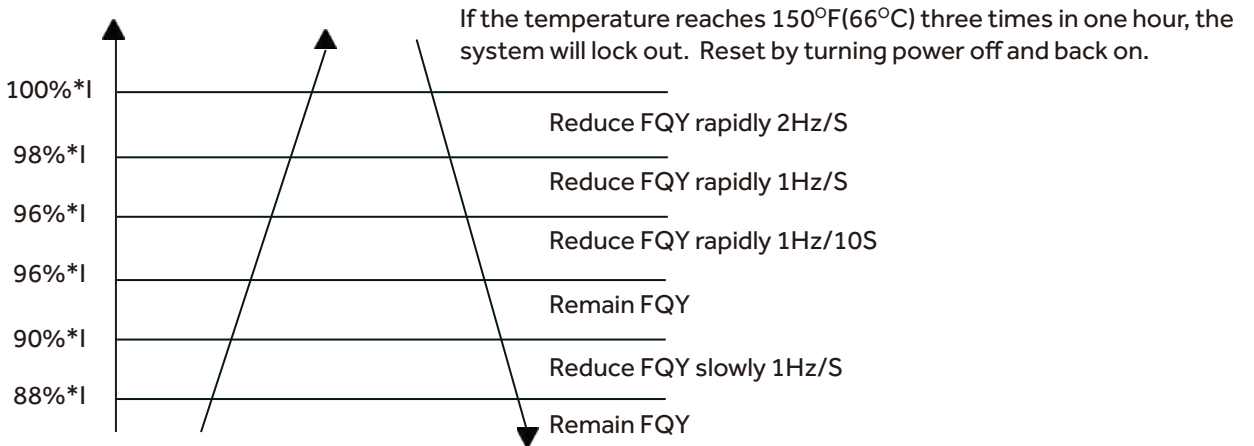 If the temperature reaches 150°F(66°C) three times in one hour, the
system will lock out. Reset by turning power off and back on.
100%*I
Reduce FQY rapidly 2Hz/S
98%*I
Reduce FQY rapidly 1Hz/S
96%*I
Reduce FQY rapidly 1Hz/10S
96%*I
Remain FQY
90%*I
Reduce FQY slowly 1Hz/S
88%*I
Remain FQY